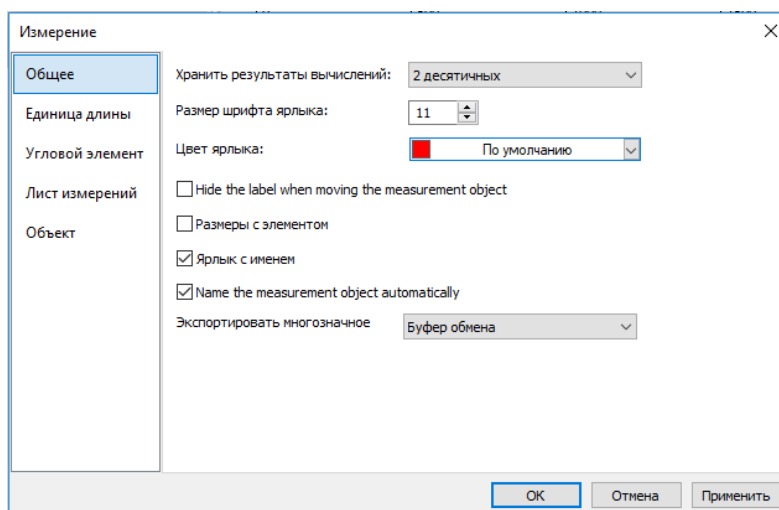 Измерение
Общее
Единица длины
Угловой элемент
Лист измерений
Объект
Хранить результаты вычислений: 2 десятичных
Размер шрифта ярлыка: 11
Цвет ярлыка: По умолчанию
Hide the label when moving the measurement object
Размеры с элементом
Ярлык с именем
Name the measurement object automatically
Экспортировать многозначное Буфер обмена
OK Отмена Применить